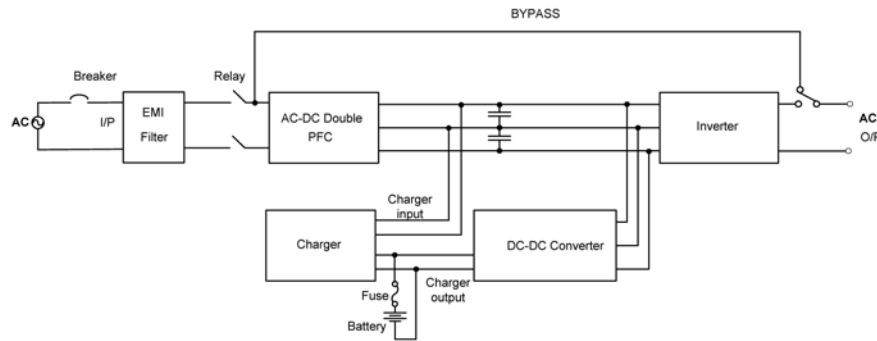 BYPASS
Breaker
Relay
AC
I/P
EMI
Filter
AC-DC Double
PFC
Inverter
AC
O/P
Charger
input
Charger
DC-DC Converter
Charger
output
Fuse
Battery